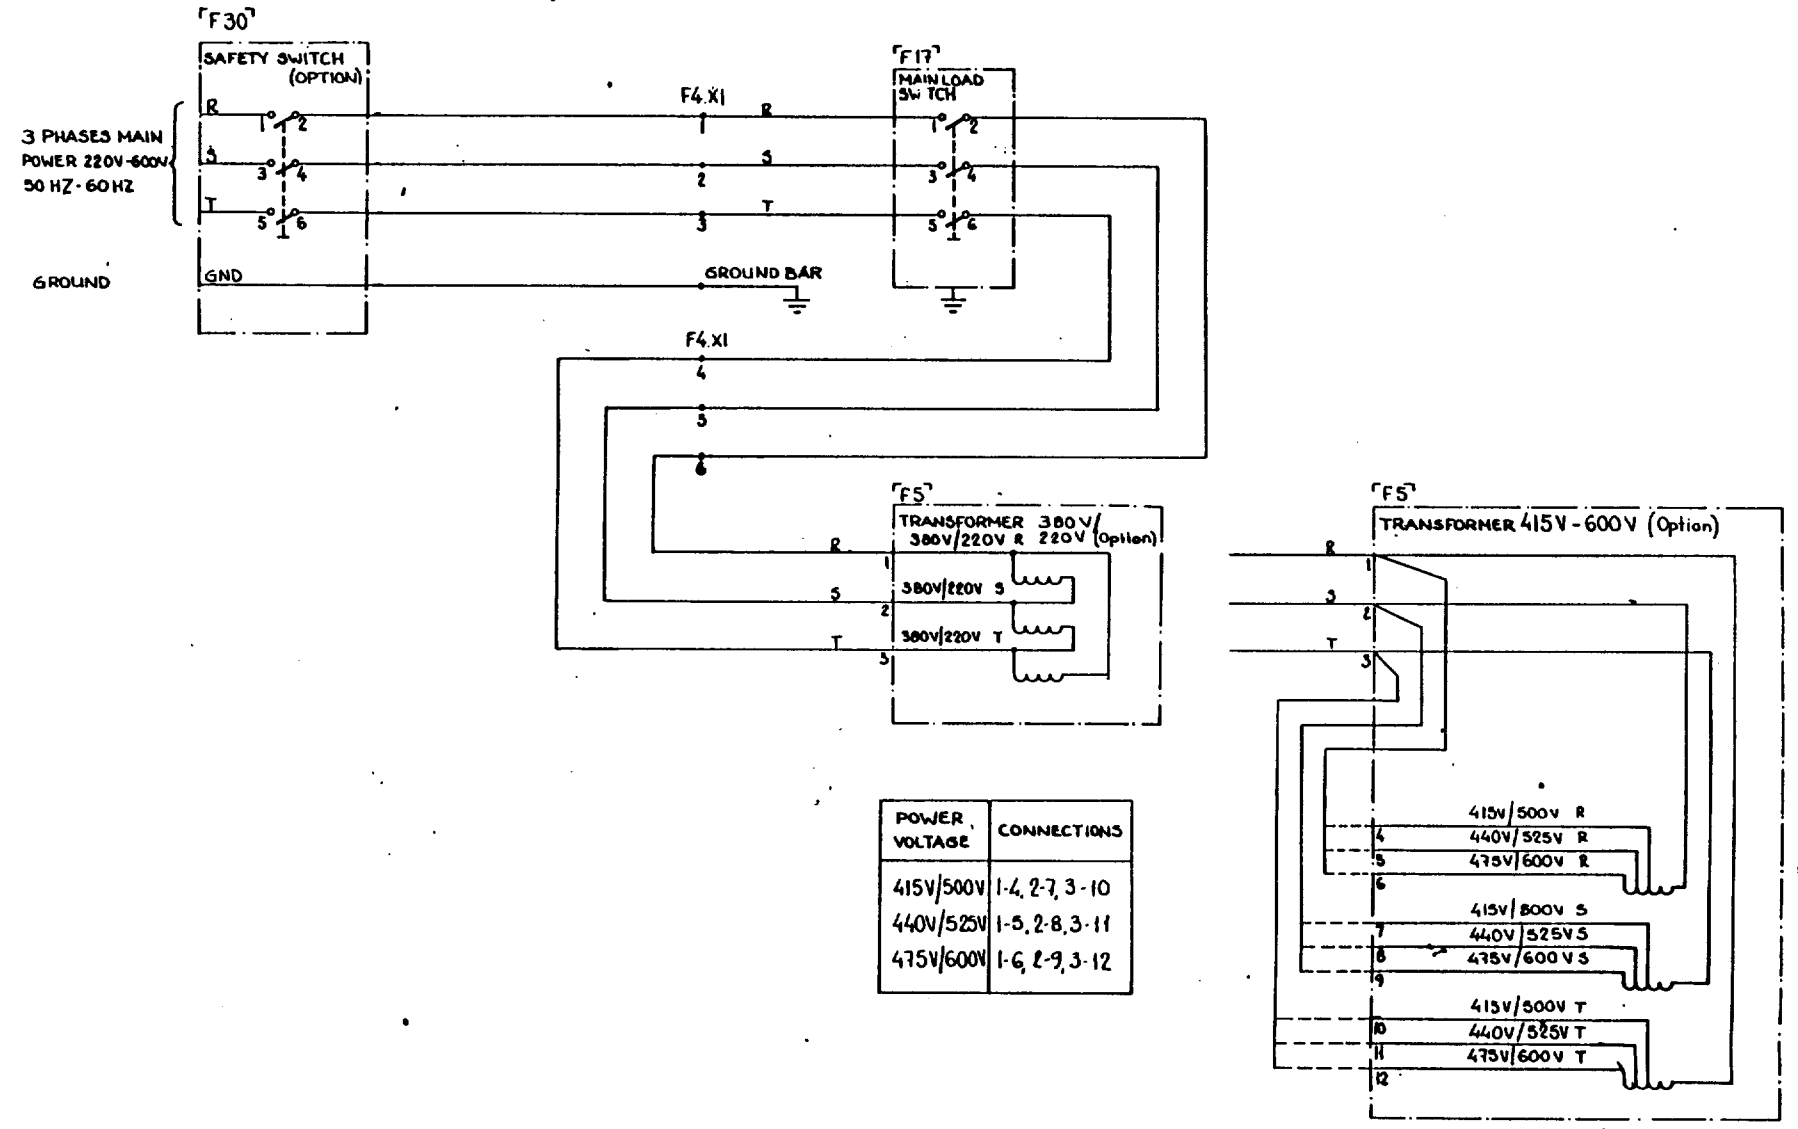 F30
SAFETY SWITCH
(OPTION)
3 PHASES MAIN
POWER 220V-600V
50 HZ-60HZ
R
1 2
S
3 4
T
5 6
GROUND
GND
F4.X1
1
2
3
R
S
T
GROUND BAR
F17
MAIN LOAD
SWITCH
1 2
3 4
5 6
F4.X1
4
5
6
F5
TRANSFORMER 380V/
380V/220V R 220V (Option)
R
1
380V/220V S
S
2
380V/220V T
T
3
F5
TRANSFORMER 415V-600V (Option)
R
1
S
2
T
3
415V/500V R
4
440V/525V R
5
475V/600V R
6
415V/500V S
7
440V/525V S
8
475V/600V S
9
415V/500V T
10
440V/525V T
11
475V/600V T
12
POWER VOLTAGE CONNECTIONS
415V/500V 1-4, 2-7, 3-10
440V/525V 1-5, 2-8, 3-11
475V/600V 1-6, 2-9, 3-12